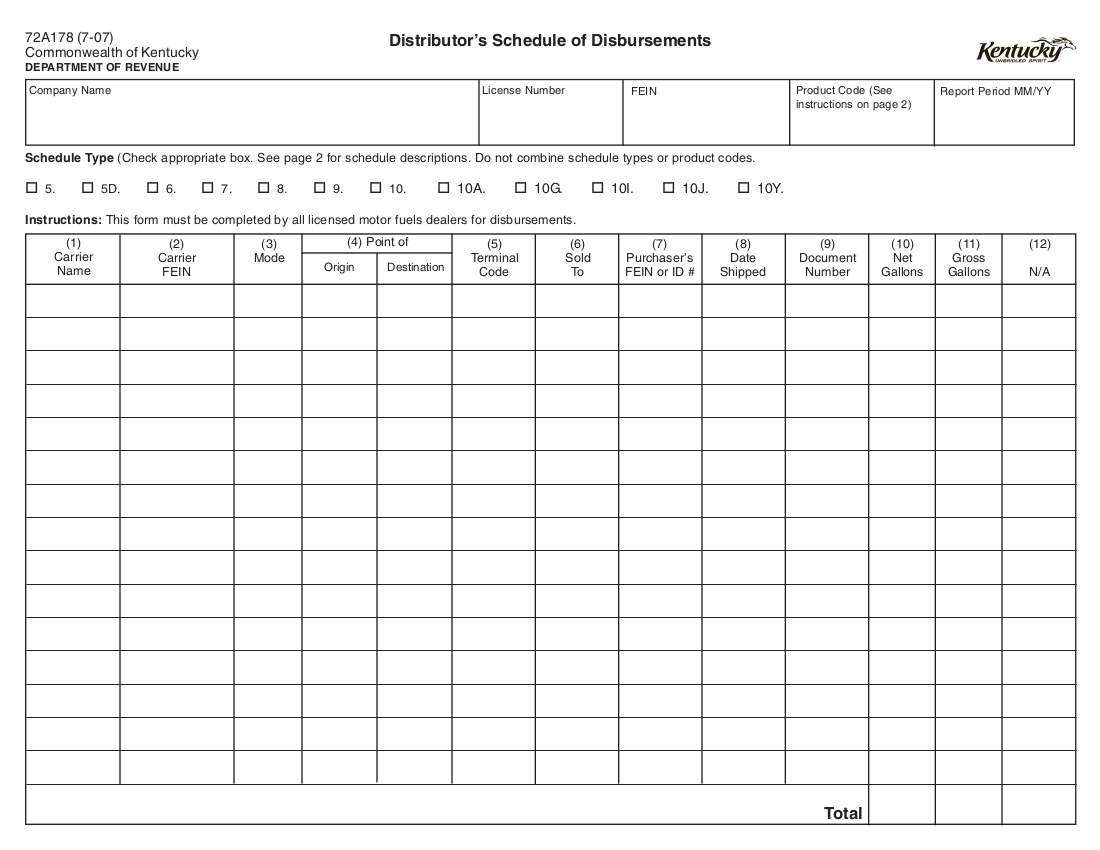 72A178 (7-07)
Commonwealth of Kentucky
DEPARTMENT OF REVENUE
Distributor's Schedule of Disbursements
Kentucky
UNBRIDLED SPIRIT
Company Name
License Number
FEIN
Product Code (See
instructions on page 2)
Report Period MM/YY
Schedule Type (Check appropriate box. See page 2 for schedule descriptions. Do not combine schedule types or product codes.
5. 5D. 6. 7. 8. 9. 10. 10A. 10G. 10I. 10J. 10Y.
Instructions: This form must be completed by all licensed motor fuels dealers for disbursements.
(1)
Carrier
Name
(2)
Carrier
FEIN
(3)
Mode
(4) Point of
Origin
Destination
(5)
Terminal
Code
(6)
Sold
To
(7)
Purchaser's
FEIN or ID #
(8)
Date
Shipped
(9)
Document
Number
(10)
Net
Gallons
(11)
Gross
Gallons
(12)
N/A
Total